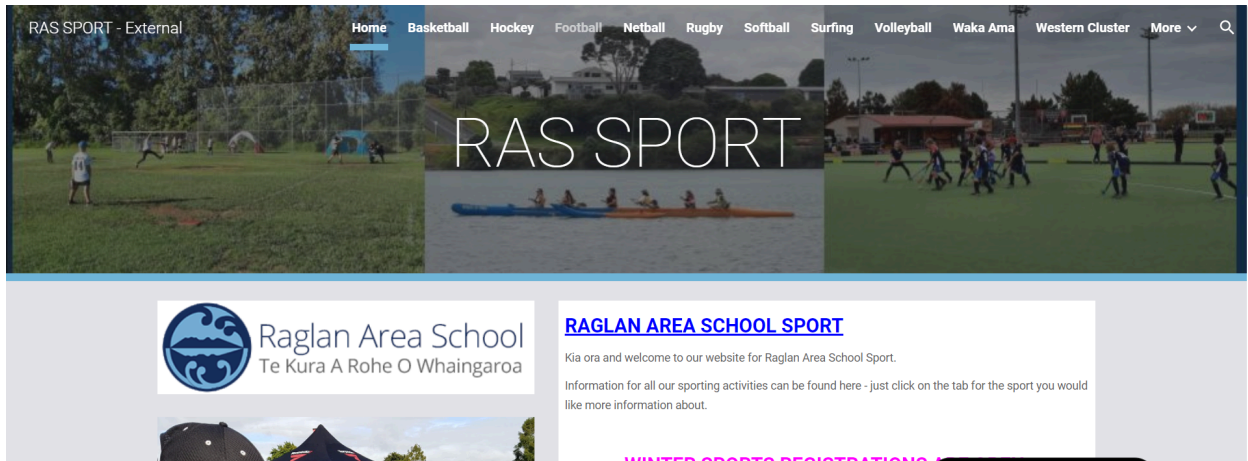 RAS SPORT - External
Home Basketball Hockey Football Netball Rugby Softball Surfing Volleyball Waka Ama Western Cluster More
RAS SPORT
Raglan Area School
Te Kura A Rohe O Whaingaroa
RAGLAN AREA SCHOOL SPORT
Kia ora and welcome to our website for Raglan Area School Sport.
Information for all our sporting activities can be found here - just click on the tab for the sport you would
like more information about.
WINTER SPORTS REGISTRATIONS